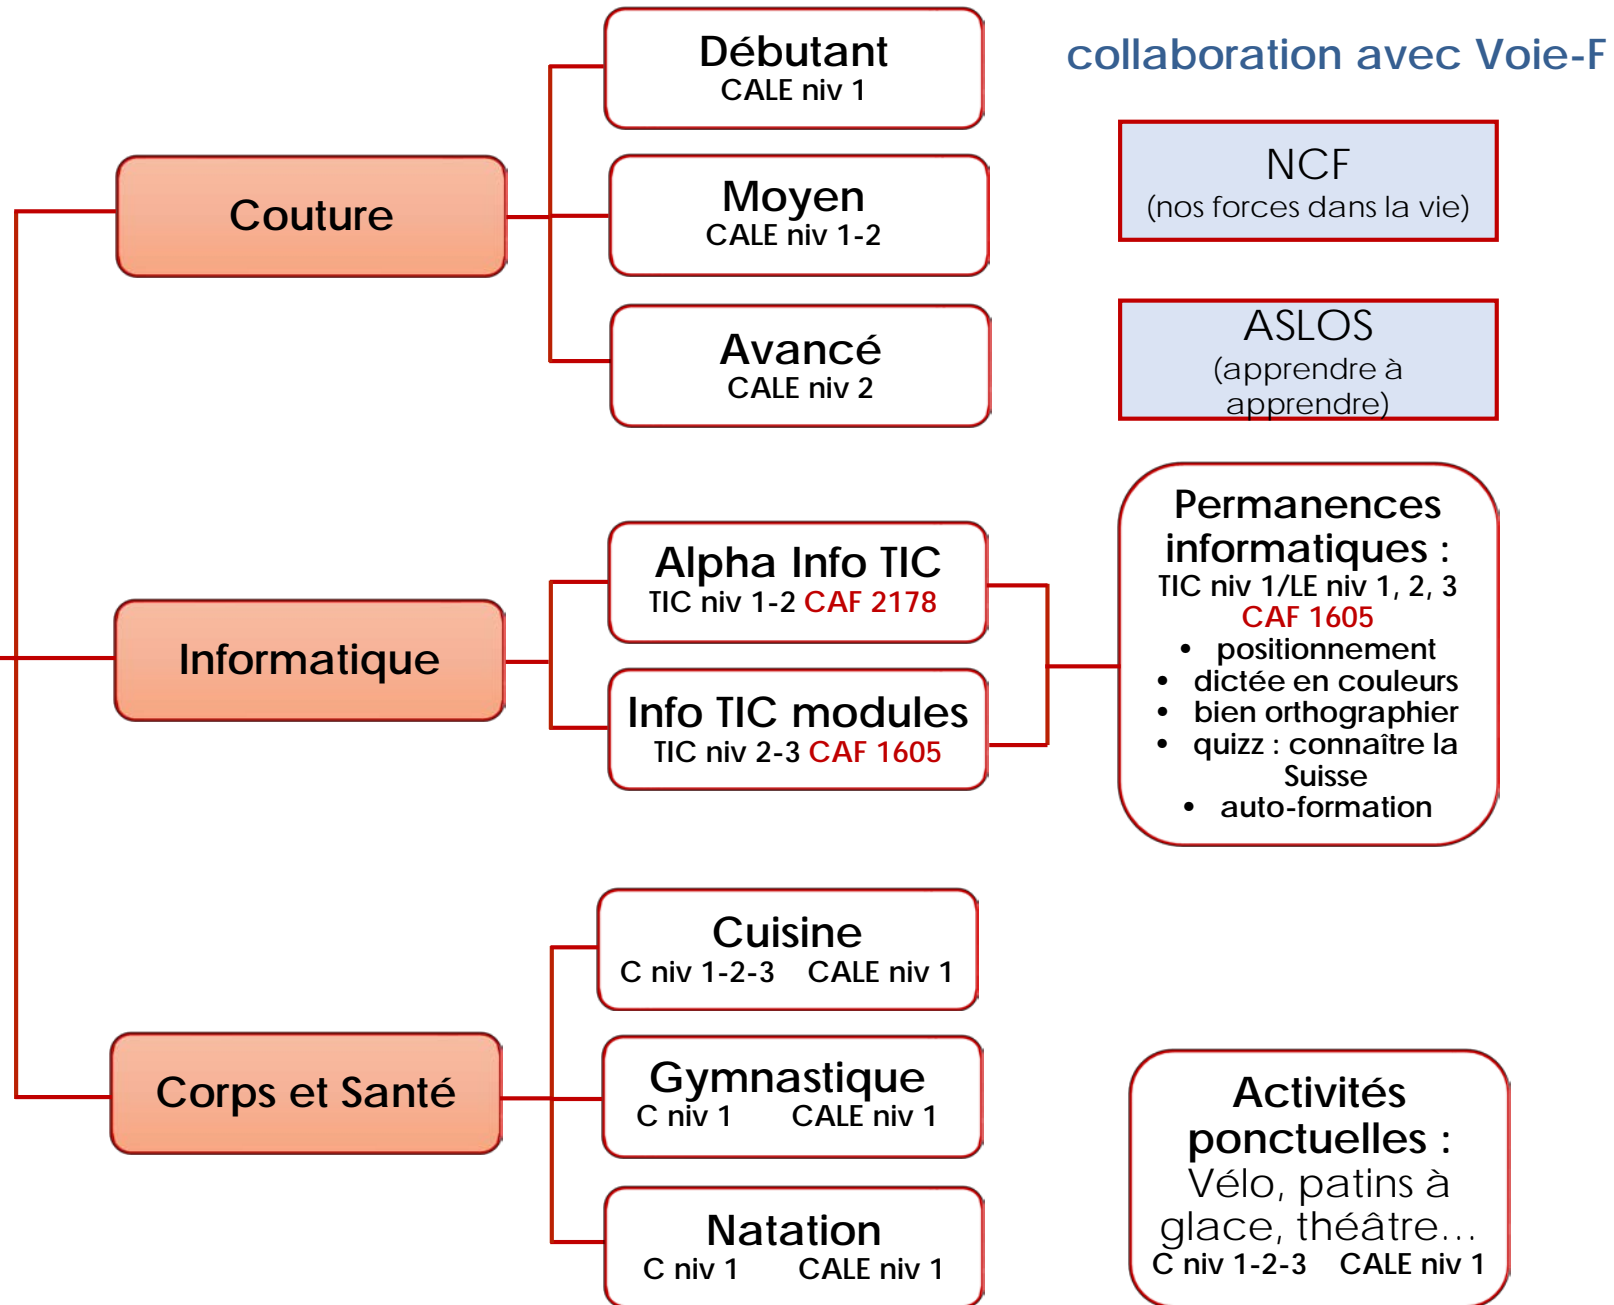 collaboration avec Voie-F
Couture
Débutant
CALE niv 1
Moyen
CALE niv 1-2
Avancé
CALE niv 2
NCF
(nos forces dans la vie)
ASLOS
(apprendre à
apprendre)
Informatique
Alpha Info TIC
TIC niv 1-2 CAF 2178
Info TIC modules
TIC niv 2-3 CAF 1605
Permanences
informatiques :
TIC niv 1/LE niv 1, 2, 3
CAF 1605
• positionnement
• dictée en couleurs
• bien orthographier
• quizz : connaître la
Suisse
• auto-formation
Corps et Santé
Cuisine
C niv 1-2-3 CALE niv 1
Gymnastique
C niv 1 CALE niv 1
Natation
C niv 1 CALE niv 1
Activités
ponctuelles :
Vélo, patins à
glace, théâtre...
C niv 1-2-3 CALE niv 1